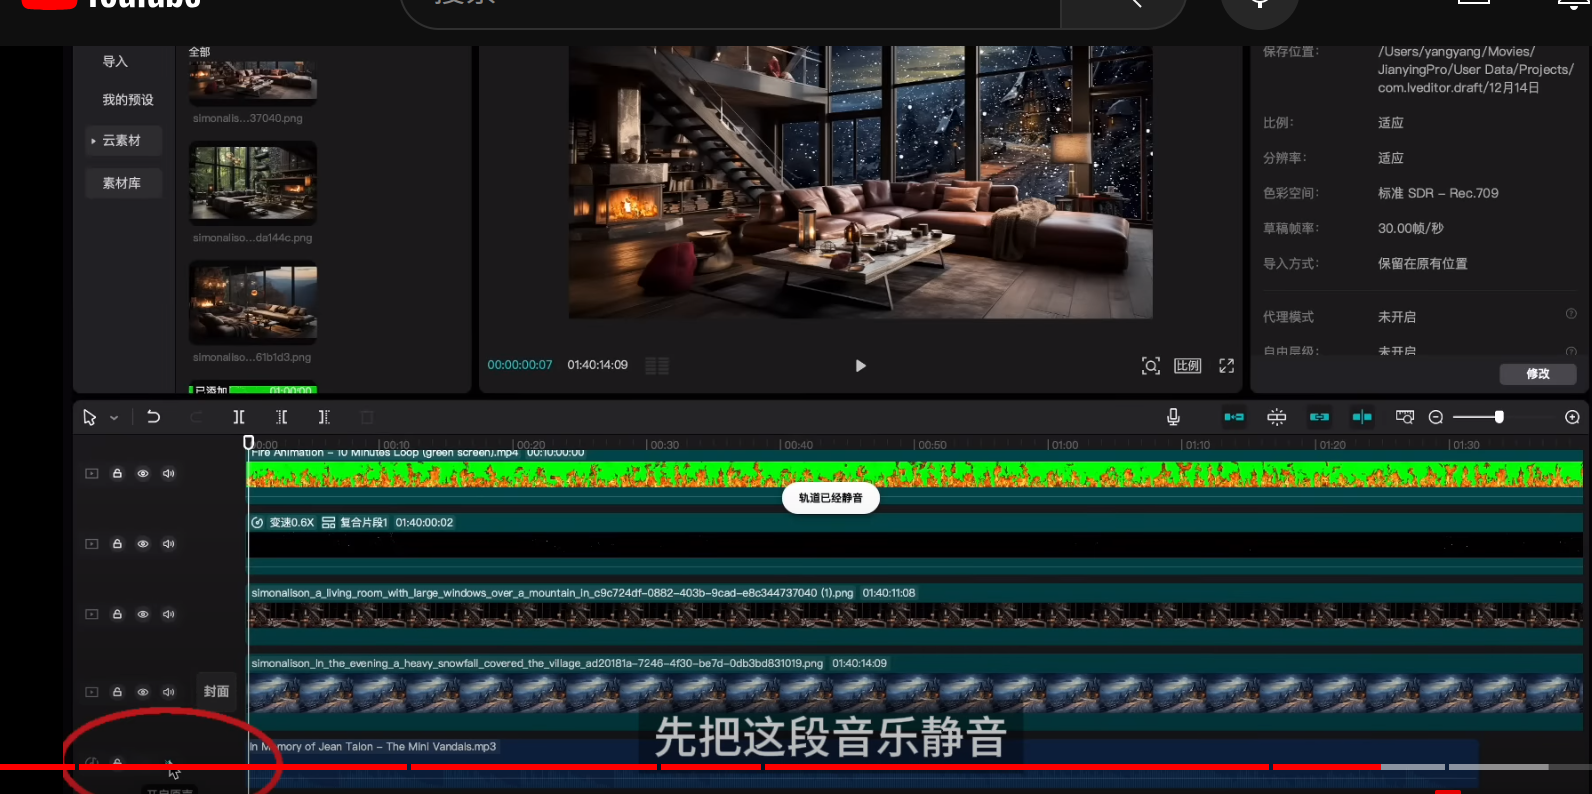 YouTube
搜索
导入
我的预设
云素材
素材库
全部
simonalis...37040.png
simonaliso...da144c.png
simonaliso...61b1d3.png
已添加 01:00:00
00:00:00:07 01:40:14:09
比例
保存位置: /Users/yangyang/Movies/
JianyingPro/User Data/Projects/
com.lveditor.draft/12月14日
比例: 适应
分辨率: 适应
色彩空间: 标准 SDR – Rec.709
草稿帧率: 30.00帧/秒
导入方式: 保留在原有位置
代理模式 未开启
自由层级: 未开启
修改
00:00 00:10 00:20 00:30 00:40 00:50 01:00 01:10 01:20 01:30
Fire Animation – 10 Minutes Loop (green screen).mp4 00:10:00:00
轨道已经静音
变速0.6X 复合片段1 01:40:00:02
simonalison_a_living_room_with_large_windows_over_a_mountain_in_c9c724df-0882-403b-9cad-e8c344737040 (1).png 01:40:11:08
simonalison_in_the_evening_a_heavy_snowfall_covered_the_village_ad20181a-7246-4f30-be7d-0db3bd831019.png 01:40:14:09
封面
先把这段音乐静音
In Memory of Jean Talon – The Mini Vandals.mp3